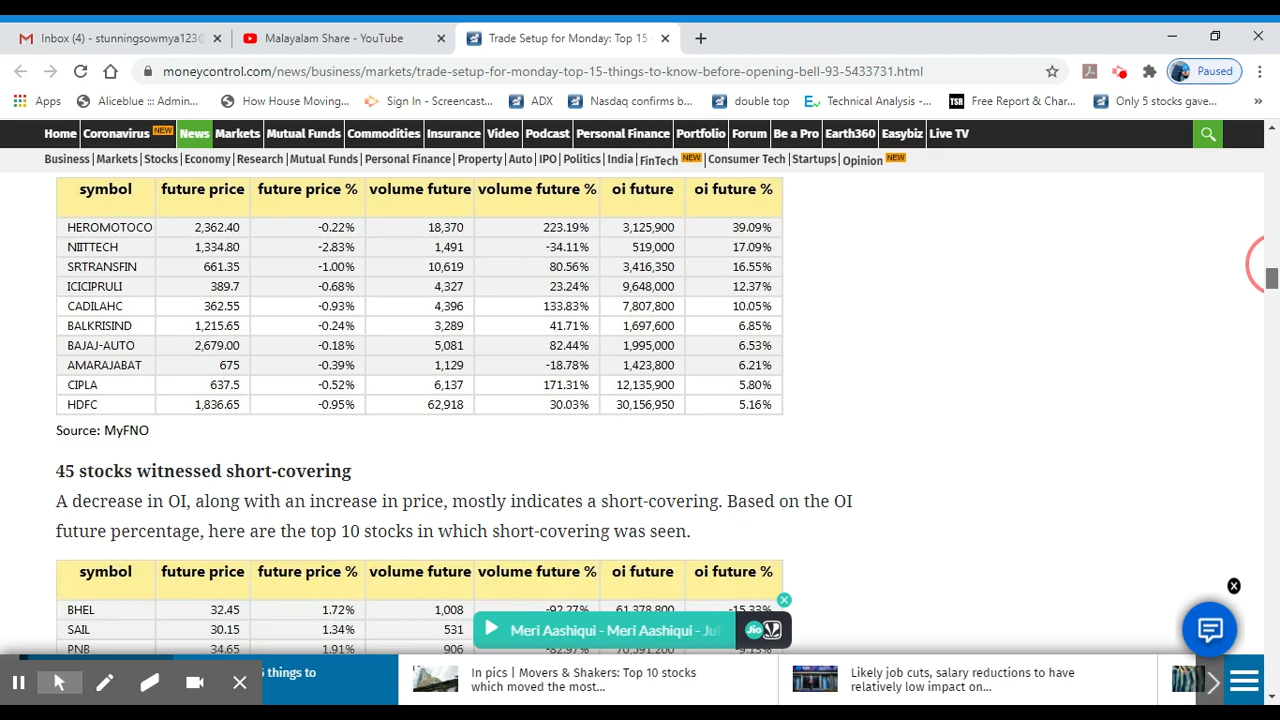 Inbox (4) - stunningsowmya123@ Malayalam Share - YouTube Trade Setup for Monday: Top 15 t
moneycontrol.com/news/business/markets/trade-setup-for-monday-top-15-things-to-know-before-opening-bell-93-5433731.html Paused
Apps Aliceblue ::: Admin... How House Moving... Sign In - Screencast... ADX Nasdaq confirms b... double top Technical Analysis -... TSR Free Report & Char... Only 5 stocks gave... »
Home Coronavirus NEW News Markets Mutual Funds Commodities Insurance Video Podcast Personal Finance Portfolio Forum Be a Pro Earth360 Easybiz Live TV
Business | Markets | Stocks | Economy | Research | Mutual Funds | Personal Finance | Property | Auto | IPO | Politics | India | FinTech NEW | Commodities Tech | Startups | Opinion NEW
symbol future price future price % volume future volume future % oi future oi future %
HEROMOTOCO 2,362.40 -0.22% 18,370 223.19% 3,125,900 39.09%
NIITTECH 1,334.80 -2.83% 1,491 -34.11% 519,000 17.09%
SRTRANSFIN 661.35 -1.00% 10,619 80.56% 3,416,350 16.55%
ICICIPRULI 389.7 -0.68% 4,327 23.24% 9,648,000 12.37%
CADILAHC 362.55 -0.93% 4,396 133.83% 7,807,800 10.05%
BALKRISIND 1,215.65 -0.24% 3,289 41.71% 1,697,600 6.85%
BAJAJ-AUTO 2,679.00 -0.18% 5,081 82.44% 1,995,000 6.53%
AMARAJABAT 675 -0.39% 1,129 -18.78% 1,423,800 6.21%
CIPLA 637.5 -0.52% 6,137 171.31% 12,135,900 5.80%
HDFC 1,836.65 -0.95% 62,918 30.03% 30,156,950 5.16%
Source: MyFNO
45 stocks witnessed short-covering
A decrease in OI, along with an increase in price, mostly indicates a short-covering. Based on the OI
future percentage, here are the top 10 stocks in which short-covering was seen.
symbol future price future price % volume future volume future % oi future oi future %
BHEL 32.45 1.72% 1,008 -92.27% 61,378,800 -15.33%
SAIL 30.15 1.34% 531
PNB 34.65 1.91% 906
Meri Aashiqui - Meri Aashiqui - Jub
Jio
5 things to
In pics | Movers & Shakers: Top 10 stocks
which moved the most...
Likely job cuts, salary reductions to have
relatively low impact on...